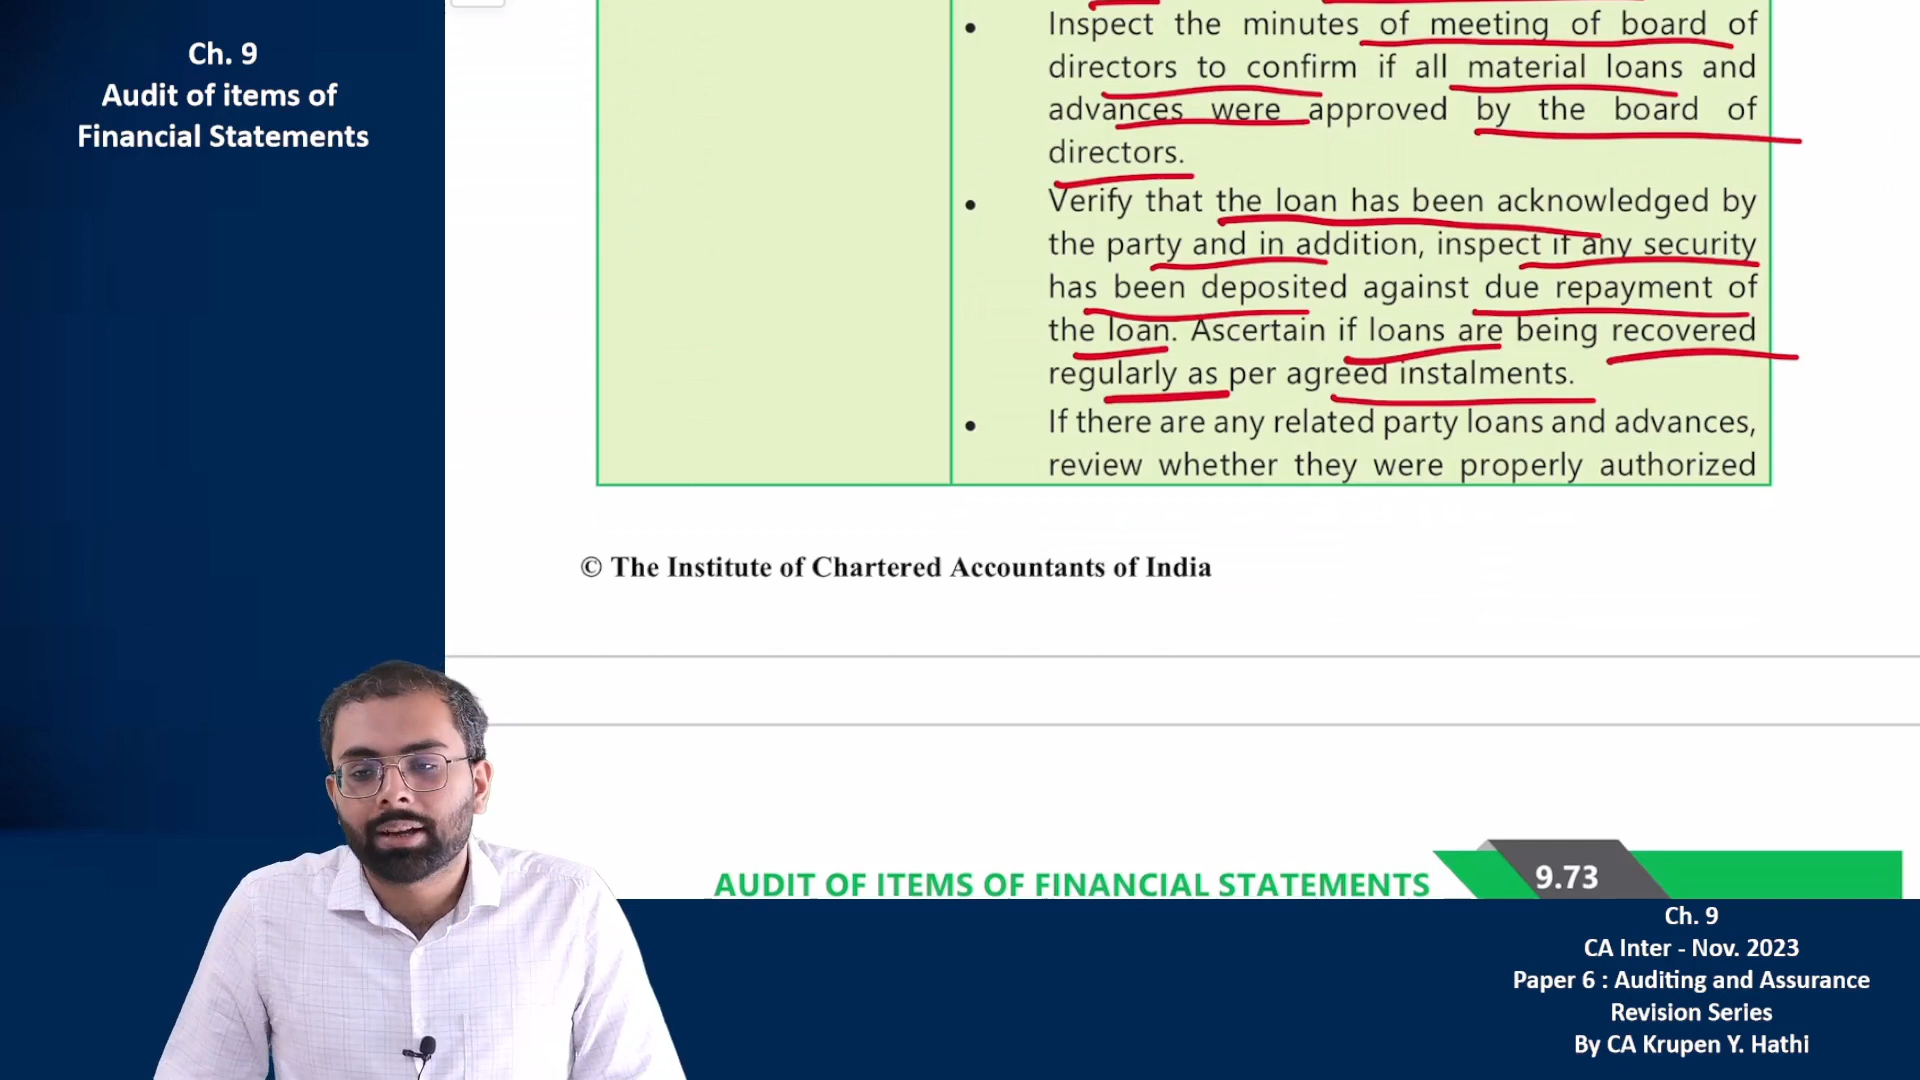 Ch. 9
Audit of items of
Financial Statements
• Inspect the minutes of meeting of board of
directors to confirm if all material loans and
advances were approved by the board of
directors.
• Verify that the loan has been acknowledged by
the party and in addition, inspect if any security
has been deposited against due repayment of
the loan. Ascertain if loans are being recovered
regularly as per agreed instalments.
• If there are any related party loans and advances,
review whether they were properly authorized
© The Institute of Chartered Accountants of India
AUDIT OF ITEMS OF FINANCIAL STATEMENTS
9.73
Ch. 9
CA Inter - Nov. 2023
Paper 6 : Auditing and Assurance
Revision Series
By CA Krupen Y. Hathi